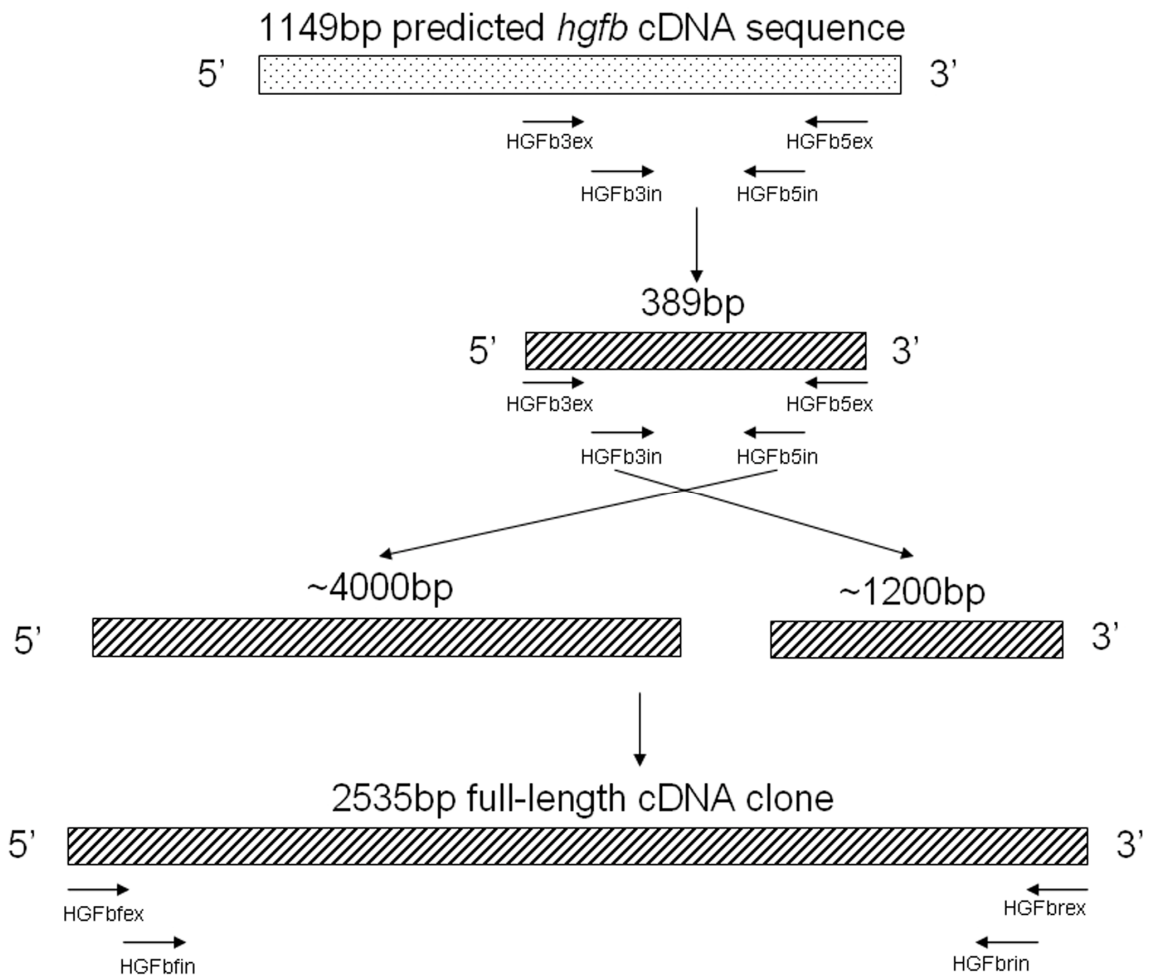 1149bp predicted hgfb cDNA sequence
5’ 3’
HGFb3ex HGFb5ex
HGFb3in HGFb5in
389bp
5’ 3’
HGFb3ex HGFb5ex
HGFb3in HGFb5in
~4000bp ~1200bp
5’ 3’
2535bp full-length cDNA clone
5’ 3’
HGFbfex HGFbrex
HGFbfin HGFbrin